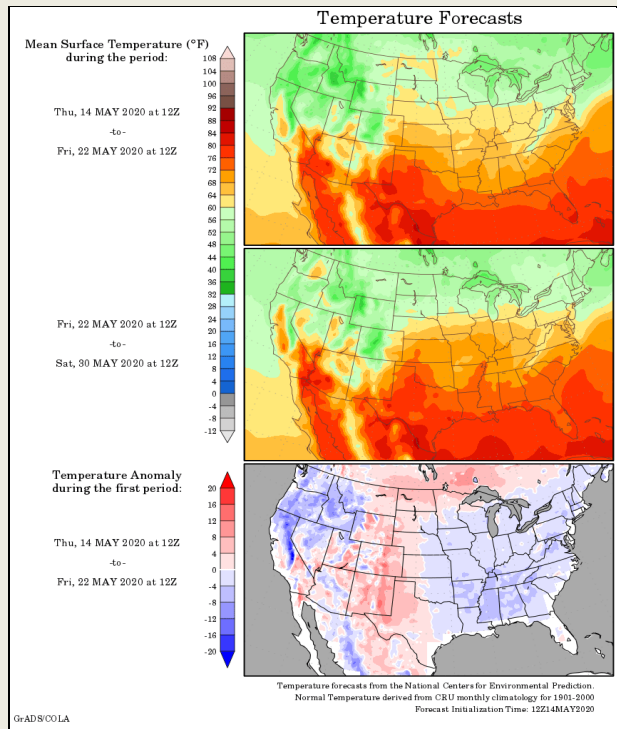 Temperature Forecasts
Mean Surface Temperature (°F)
during the period:
108
104
100
96
92
88
84
80
76
72
68
64
60
56
52
48
44
40
36
32
28
24
20
16
12
8
4
0
-4
-8
-12
Thu, 14 MAY 2020 at 12Z
-to-
Fri, 22 MAY 2020 at 12Z
Fri, 22 MAY 2020 at 12Z
-to-
Sat, 30 MAY 2020 at 12Z
Temperature Anomaly
during the first period:
20
16
12
8
4
0
-4
-8
-12
-16
-20
Thu, 14 MAY 2020 at 12Z
-to-
Fri, 22 MAY 2020 at 12Z
Temperature forecasts from the National Centers for Environmental Prediction.
Normal Temperature derived from CRU monthly climatology for 1901-2000
Forecast Initialization Time: 12Z14MAY2020
GrADS/COLA